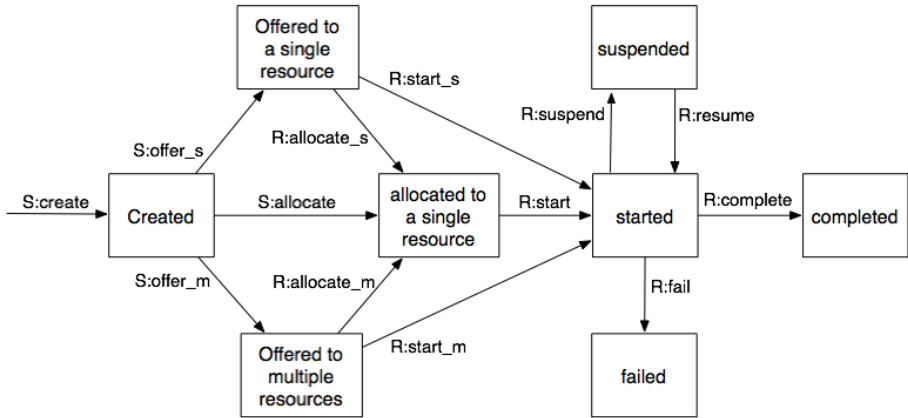 Offered to
a single
resource
suspended
R:start_s
R:suspend
R:resume
S:offer_s
R:allocate_s
S:create
Created
S:allocate
allocated to
a single
resource
R:start
started
R:complete
completed
S:offer_m
R:allocate_m
R:fail
R:start_m
Offered to
multiple
resources
failed